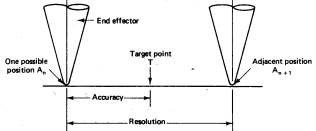 End effector
One possible
position Aₙ
Target point
T
Adjacent position
Aₙ ₊ ₁
Accuracy
Resolution